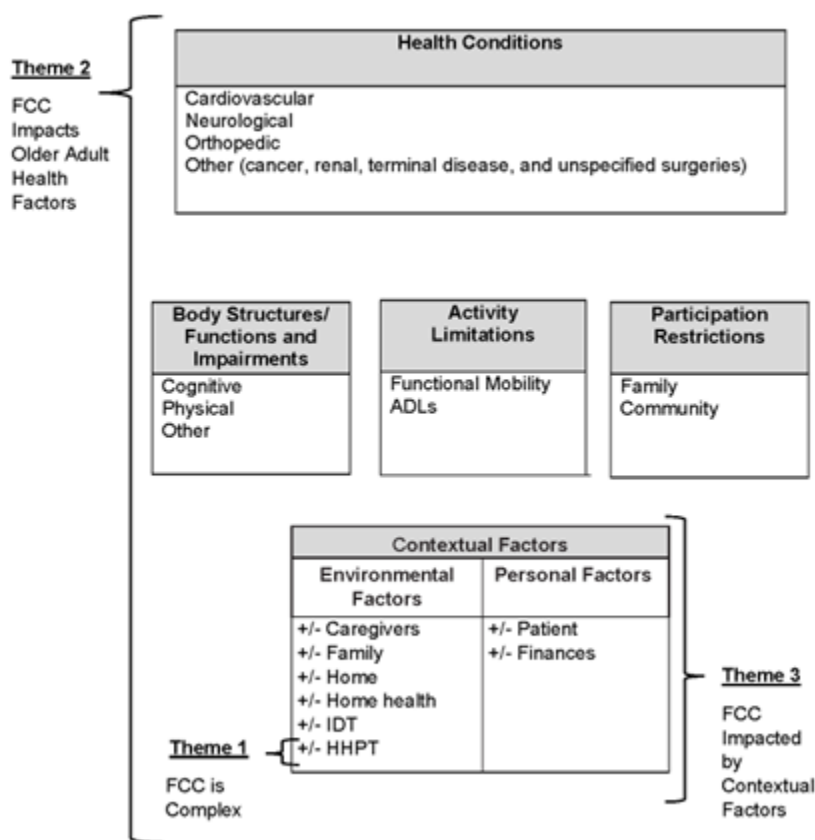 Theme 2
FCC
Impacts
Older Adult
Health
Factors
Health Conditions
Cardiovascular
Neurological
Orthopedic
Other (cancer, renal, terminal disease, and unspecified surgeries)
Body Structures/
Functions and
Impairments
Cognitive
Physical
Other
Activity
Limitations
Functional Mobility
ADLs
Participation
Restrictions
Family
Community
Contextual Factors
Environmental
Factors
+/- Caregivers
+/- Family
+/- Home
+/- Home health
+/- IDT
+/- HHPT
Personal Factors
+/- Patient
+/- Finances
Theme 1
FCC is
Complex
Theme 3
FCC
Impacted
by
Contextual
Factors